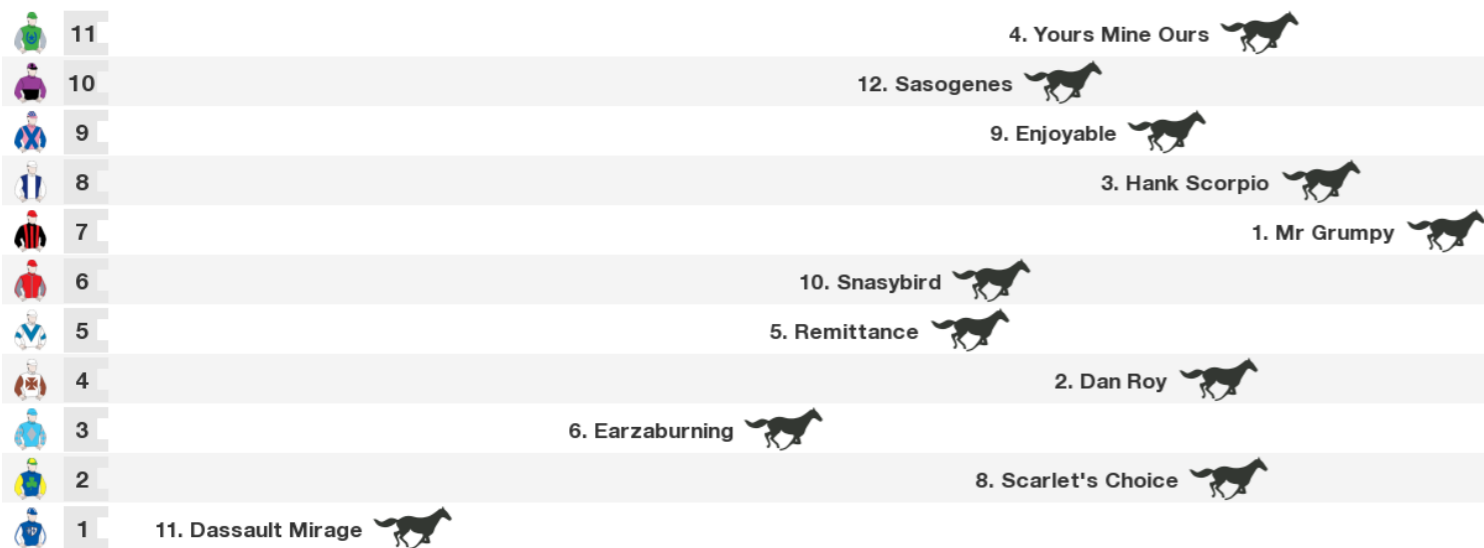 11 4. Yours Mine Ours
10 12. Sasogenes
9 9. Enjoyable
8 3. Hank Scorpio
7 1. Mr Grumpy
6 10. Snasybird
5 5. Remittance
4 2. Dan Roy
3 6. Earzaburning
2 8. Scarlet's Choice
1 11. Dassault Mirage